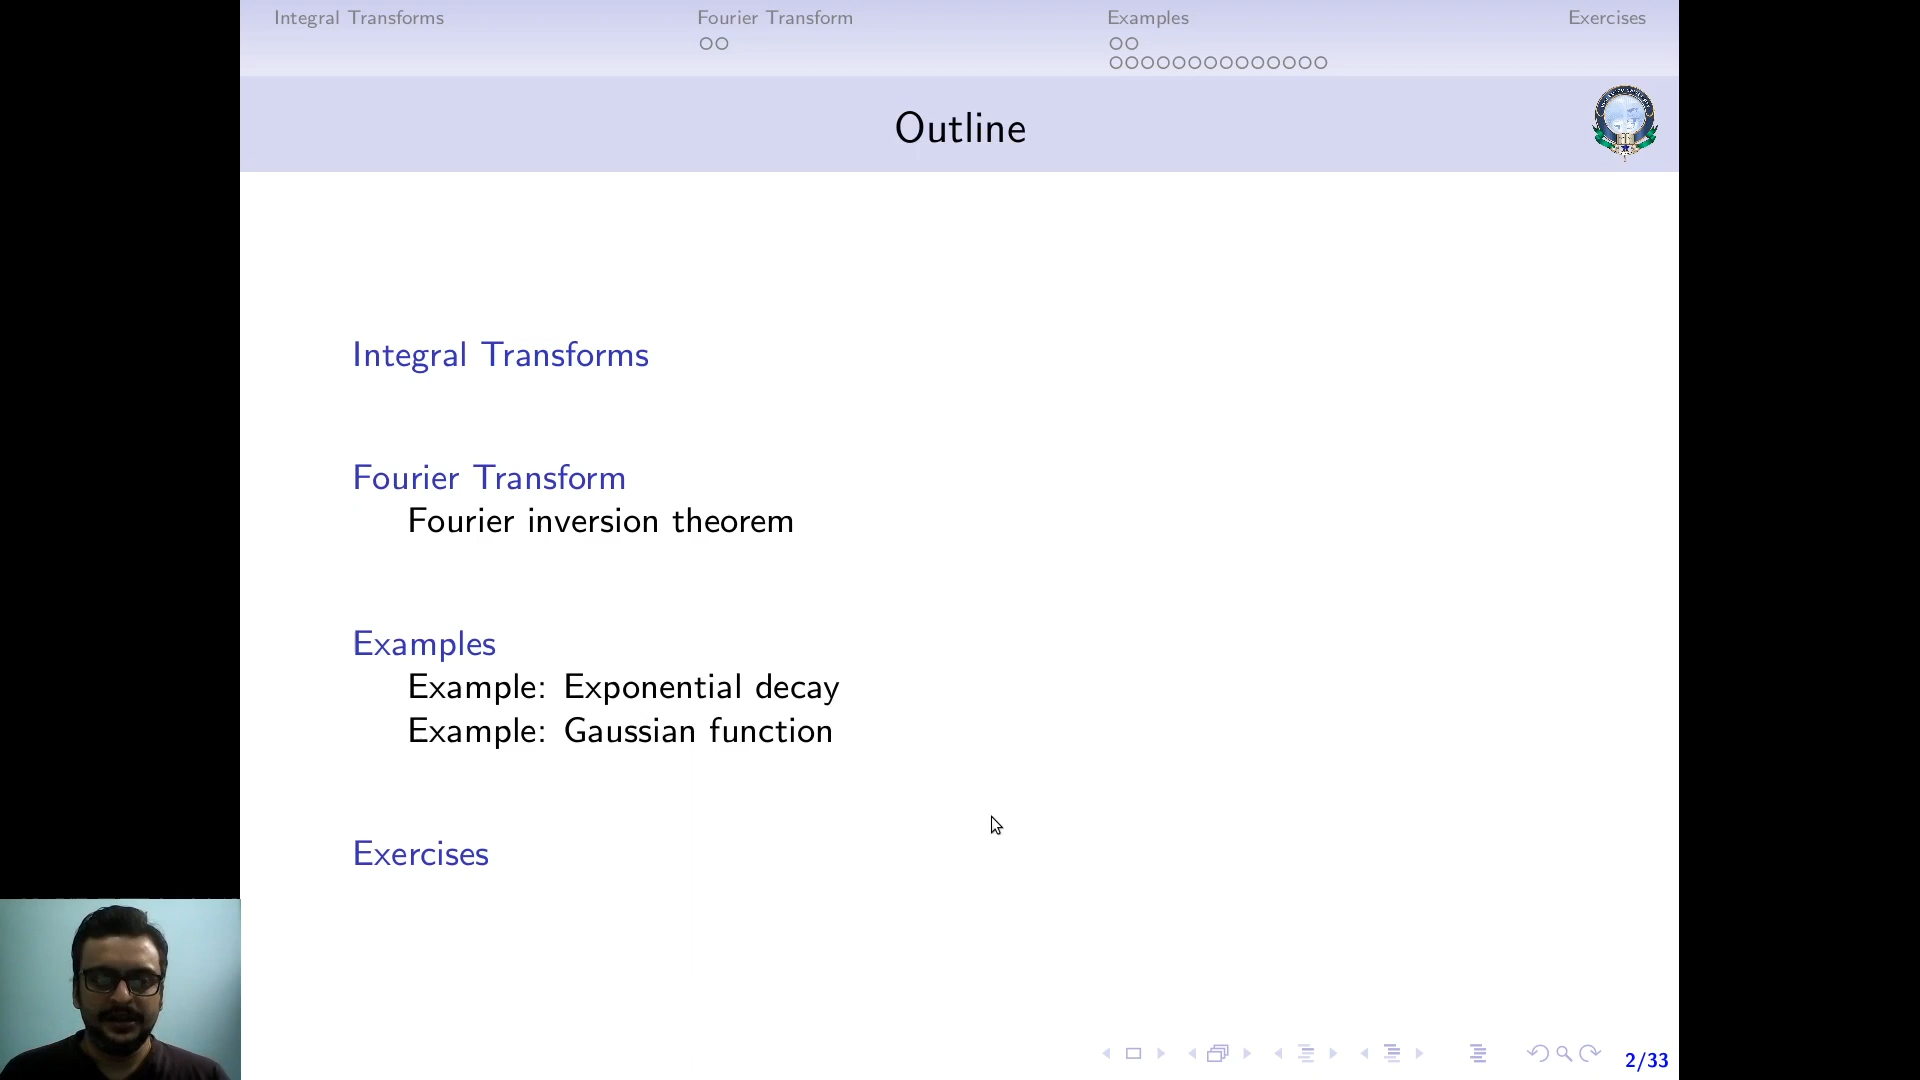 Integral Transforms
Fourier Transform
Examples
Exercises
Outline
Integral Transforms
Fourier Transform
Fourier inversion theorem
Examples
Example: Exponential decay
Example: Gaussian function
Exercises
2/33